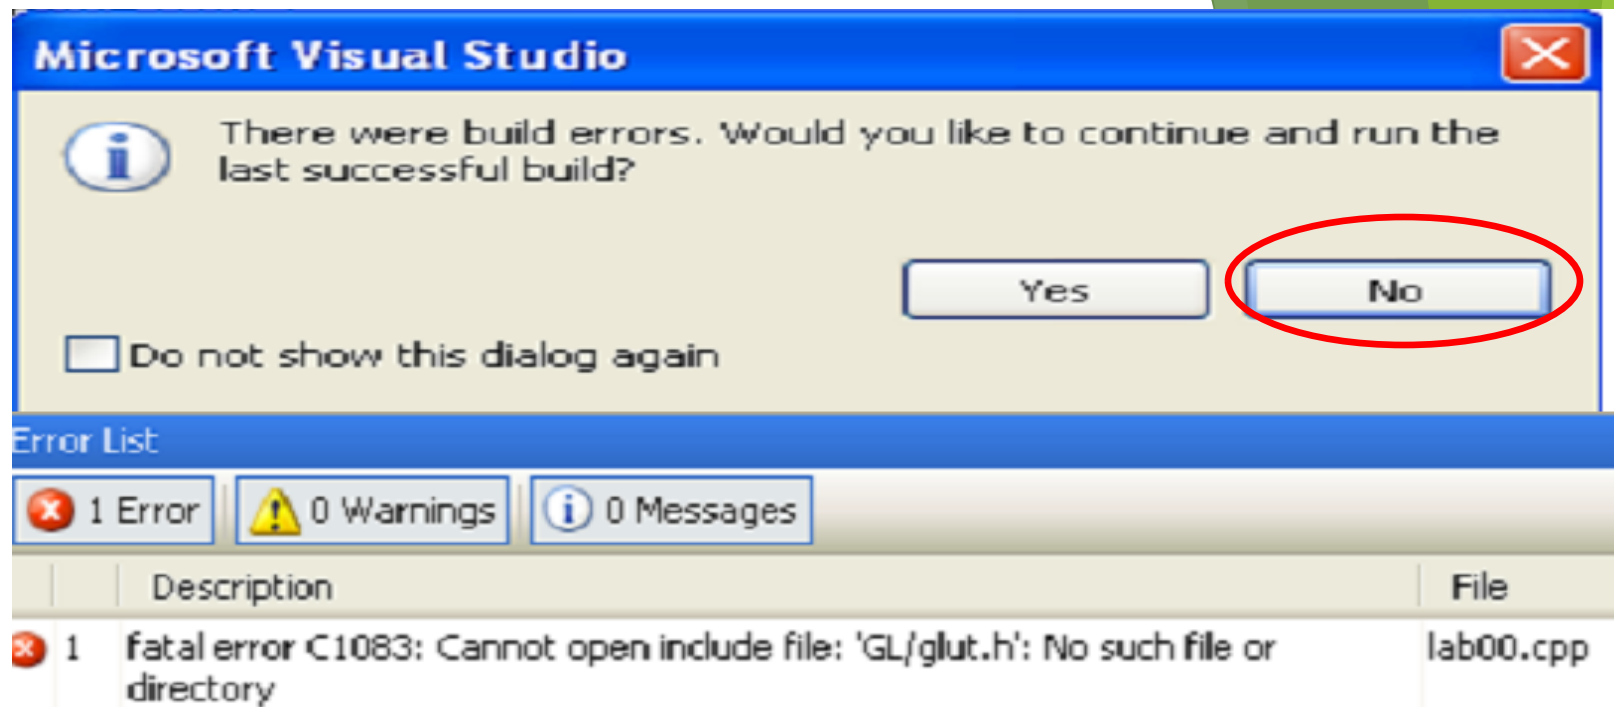 Microsoft Visual Studio
There were build errors. Would you like to continue and run the
last successful build?
Yes No
Do not show this dialog again
Error List
1 Error 0 Warnings 0 Messages
Description File
1 fatal error C1083: Cannot open include file: 'GL/glut.h': No such file or lab00.cpp
directory